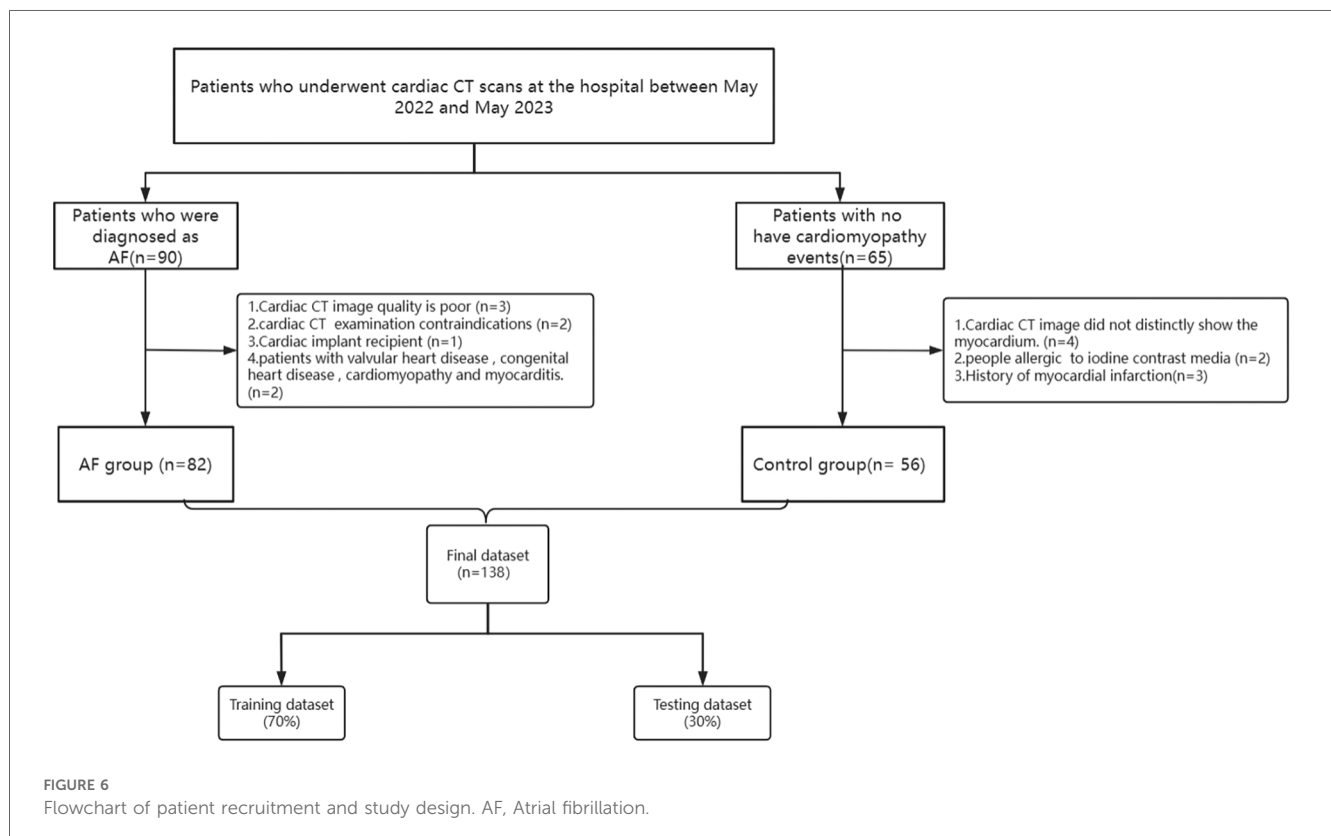 Patients who underwent cardiac CT scans at the hospital between May
2022 and May 2023
Patients who were
diagnosed as
AF(n=90)
Patients with no
have cardiomyopathy
events(n=65)
1.Cardiac CT image quality is poor (n=3)
2.cardiac CT examination contraindications (n=2)
3.Cardiac implant recipient (n=1)
4.patients with valvular heart disease , congenital
heart disease , cardiomyopathy and myocarditis.
(n=2)
1.Cardiac CT image did not distinctly show the
myocardium. (n=4)
2.people allergic to iodine contrast media (n=2)
3.History of myocardial infarction(n=3)
AF group (n=82)
Control group(n= 56)
Final dataset
(n=138)
Training dataset
(70%)
Testing dataset
(30%)
FIGURE 6
Flowchart of patient recruitment and study design. AF, Atrial fibrillation.